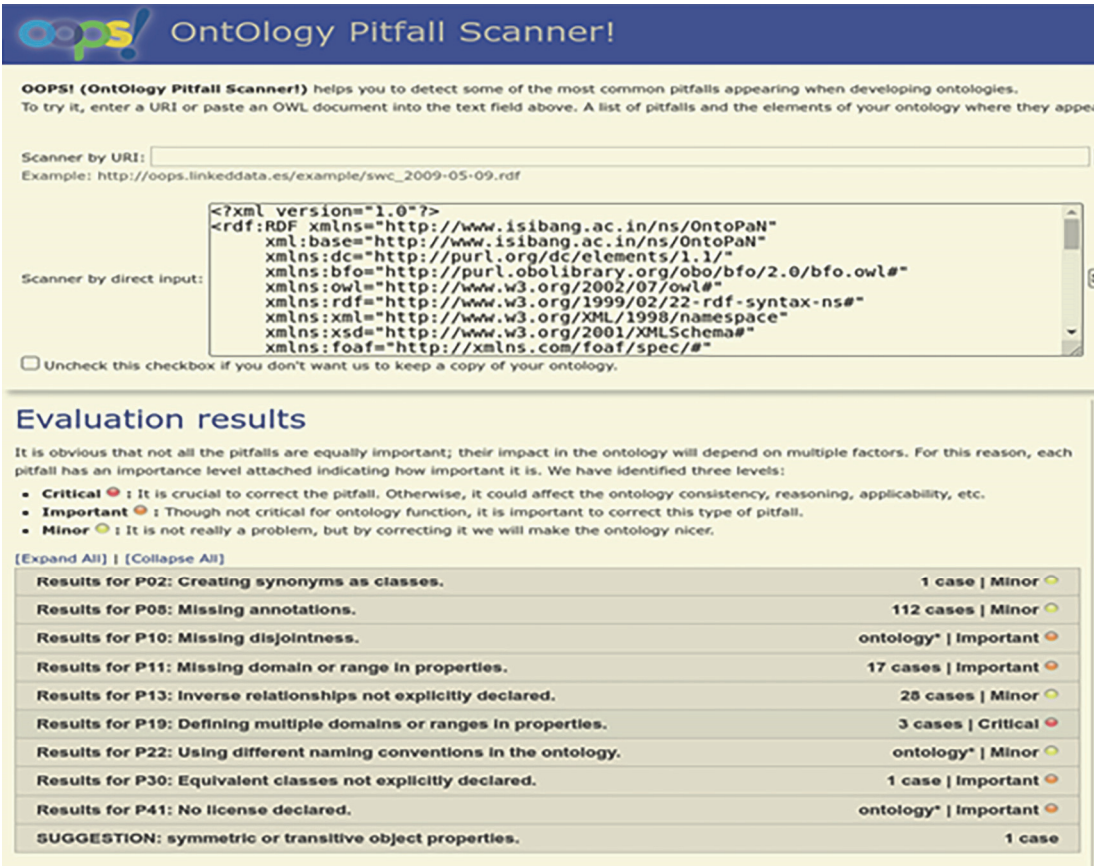 oops! OntOlogy Pitfall Scanner!
OOPS! (OntOlogy Pitfall Scanner!) helps you to detect some of the most common pitfalls appearing when developing ontologies.
To try it, enter a URI or paste an OWL document into the text field above. A list of pitfalls and the elements of your ontology where they appea
Scanner by URI:
Example: http://oops.linkeddata.es/example/swc_2009-05-09.rdf
Scanner by direct input:
<?xml version="1.0"?>
<rdf:RDF xmlns="http://www.isibang.ac.in/ns/OntoPaN"
xml:base="http://www.isibang.ac.in/ns/OntoPaN"
xmlns:dc="http://purl.org/dc/elements/1.1/"
xmlns:bfo="http://purl.obolibrary.org/obo/bfo/2.0/bfo.owl#"
xmlns:owl="http://www.w3.org/2002/07/owl#"
xmlns:rdf="http://www.w3.org/1999/02/22-rdf-syntax-ns#"
xmlns:xml="http://www.w3.org/XML/1998/namespace"
xmlns:xsd="http://www.w3.org/2001/XMLSchema#"
xmlns:foaf="http://xmlns.com/foaf/spec/#"
Uncheck this checkbox if you don't want us to keep a copy of your ontology.
Evaluation results
It is obvious that not all the pitfalls are equally important; their impact in the ontology will depend on multiple factors. For this reason, each
pitfall has an importance level attached indicating how important it is. We have identified three levels:
• Critical : It is crucial to correct the pitfall. Otherwise, it could affect the ontology consistency, reasoning, applicability, etc.
• Important : Though not critical for ontology function, it is important to correct this type of pitfall.
• Minor : It is not really a problem, but by correcting it we will make the ontology nicer.
[Expand All] | [Collapse All]
Results for P02: Creating synonyms as classes. 1 case | Minor
Results for P08: Missing annotations. 112 cases | Minor
Results for P10: Missing disjointness. ontology* | Important
Results for P11: Missing domain or range in properties. 17 cases | Important
Results for P13: Inverse relationships not explicitly declared. 28 cases | Minor
Results for P19: Defining multiple domains or ranges in properties. 3 cases | Critical
Results for P22: Using different naming conventions in the ontology. ontology* | Minor
Results for P30: Equivalent classes not explicitly declared. 1 case | Important
Results for P41: No license declared. ontology* | Important
SUGGESTION: symmetric or transitive object properties. 1 case